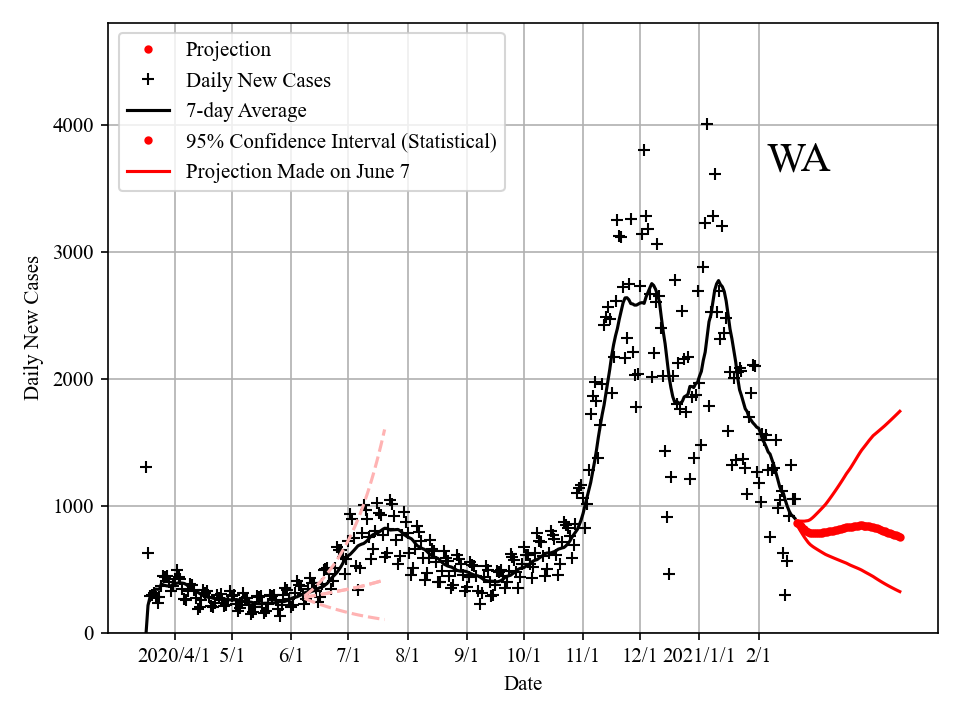 Projection
Daily New Cases
7-day Average
95% Confidence Interval (Statistical)
Projection Made on June 7
WA
4000
3000
2000
1000
0
Daily New Cases
2020/4/1 5/1 6/1 7/1 8/1 9/1 10/1 11/1 12/1 2021/1/1 2/1
Date